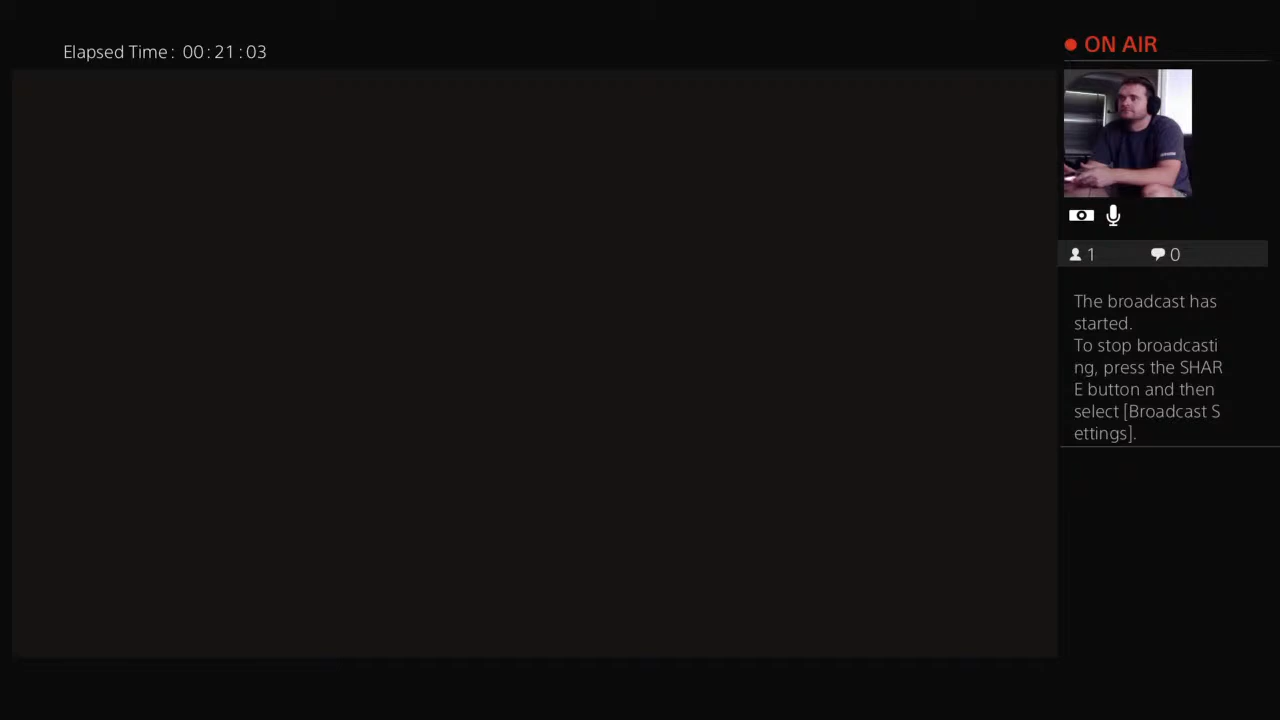 Elapsed Time: 00:21:03
ON AIR
1 0
The broadcast has
started.
To stop broadcasti
ng, press the SHAR
E button and then
select [Broadcast S
ettings].